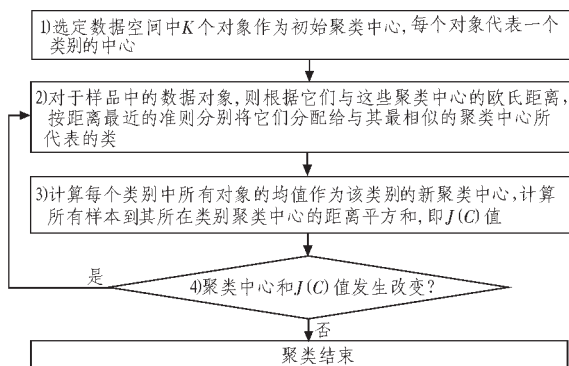 1)选定数据空间中K个对象作为初始聚类中心,每个对象代表一个
类别的中心
2)对于样品中的数据对象,则根据它们与这些聚类中心的欧氏距离,
按距离最近的准则分别将它们分配给与其最相似的聚类中心所
代表的类
3)计算每个类别中所有对象的均值作为该类别的新聚类中心,计算
所有样本到其所在类别聚类中心的距离平方和,即J(C)值
是
4)聚类中心和J(C)值发生改变?
否
聚类结束